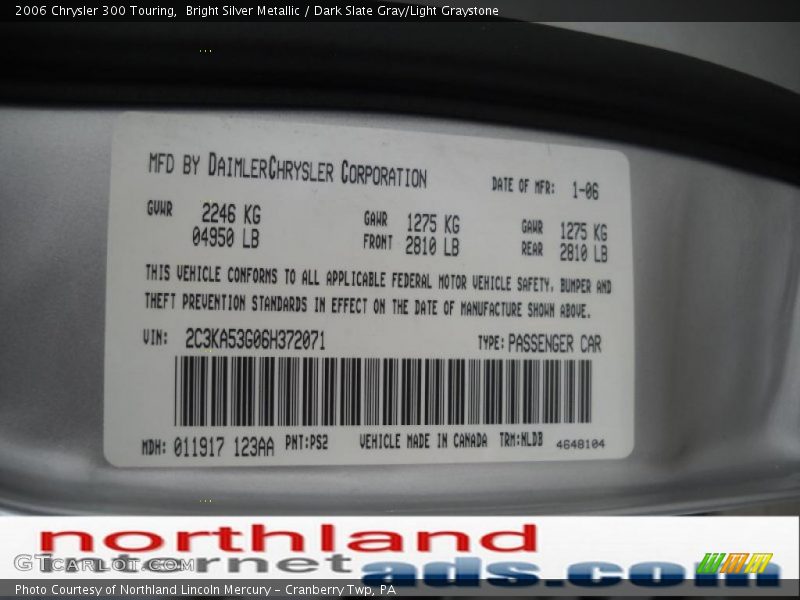 2006 Chrysler 300 Touring, Bright Silver Metallic / Dark Slate Gray/Light Graystone
MFD BY DAIMLERCHRYSLER CORPORATION DATE OF MFR: 1-06
GVWR 2246 KG GAWR 1275 KG GAWR 1275 KG
04950 LB FRONT 2810 LB REAR 2810 LB
THIS VEHICLE CONFORMS TO ALL APPLICABLE FEDERAL MOTOR VEHICLE SAFETY, BUMPER AND
THEFT PREVENTION STANDARDS IN EFFECT ON THE DATE OF MANUFACTURE SHOWN ABOVE.
VIN: 2C3KA53G06H372071 TYPE: PASSENGER CAR
MDH: 011917 123AA PNT:PS2 VEHICLE MADE IN CANADA TRM:NLDB 4648104
northland
internet
ads.com
GTCARLOT.COM
Photo Courtesy of Northland Lincoln Mercury - Cranberry Twp, PA